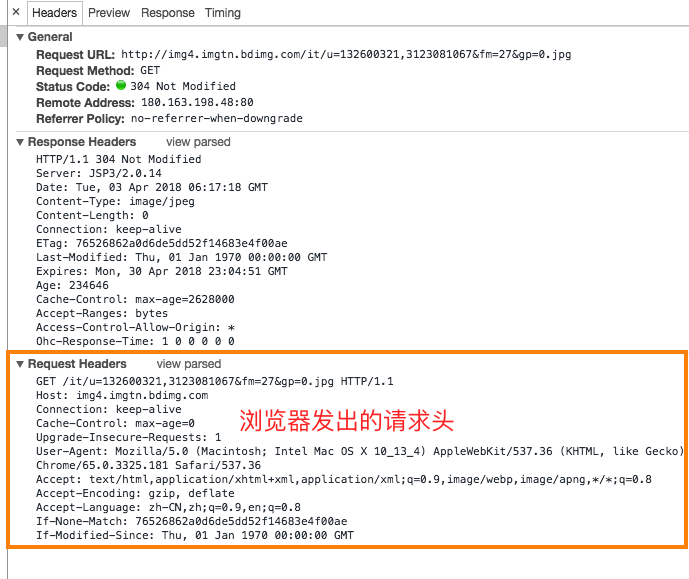 × Headers Preview Response Timing
▼ General
Request URL: http://img4.imgtn.bdimg.com/it/u=132600321,3123081067&fm=27&gp=0.jpg
Request Method: GET
Status Code: 304 Not Modified
Remote Address: 180.163.198.48:80
Referrer Policy: no-referrer-when-downgrade
▼ Response Headers view parsed
HTTP/1.1 304 Not Modified
Server: JSP3/2.0.14
Date: Tue, 03 Apr 2018 06:17:18 GMT
Content-Type: image/jpeg
Content-Length: 0
Connection: keep-alive
ETag: 76526862a0d6de5dd52f14683e4f00ae
Last-Modified: Thu, 01 Jan 1970 00:00:00 GMT
Expires: Mon, 30 Apr 2018 23:04:51 GMT
Age: 234646
Cache-Control: max-age=2628000
Accept-Ranges: bytes
Access-Control-Allow-Origin: *
Ohc-Response-Time: 1 0 0 0 0 0
▼ Request Headers view parsed
GET /it/u=132600321,3123081067&fm=27&gp=0.jpg HTTP/1.1
Host: img4.imgtn.bdimg.com
Connection: keep-alive
Cache-Control: max-age=0
浏览器发出的请求头
Upgrade-Insecure-Requests: 1
User-Agent: Mozilla/5.0 (Macintosh; Intel Mac OS X 10_13_4) AppleWebKit/537.36 (KHTML, like Gecko)
Chrome/65.0.3325.181 Safari/537.36
Accept: text/html,application/xhtml+xml,application/xml;q=0.9,image/webp,image/apng,*/*;q=0.8
Accept-Encoding: gzip, deflate
Accept-Language: zh-CN,zh;q=0.9,en;q=0.8
If-None-Match: 76526862a0d6de5dd52f14683e4f00ae
If-Modified-Since: Thu, 01 Jan 1970 00:00:00 GMT